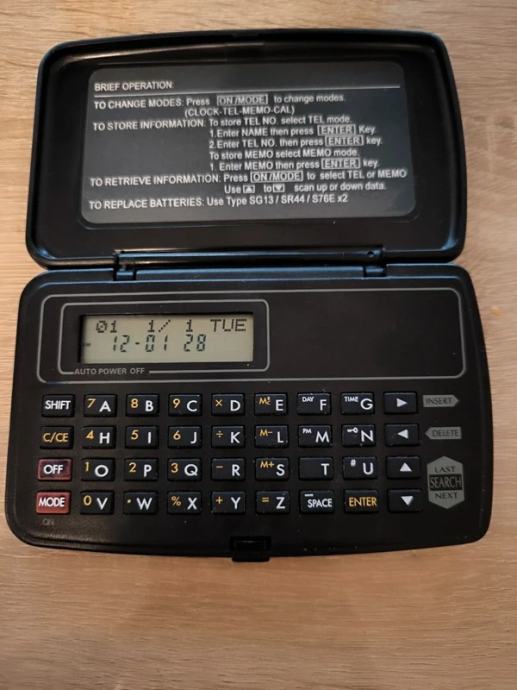 BRIEF OPERATION:
TO CHANGE MODES: Press ON/MODE to change modes.
(CLOCK-TEL-MEMO-CAL)
TO STORE INFORMATION: To store TEL NO. select TEL mode.
1.Enter NAME then press ENTER Key.
2.Enter TEL NO. then press ENTER key.
To store MEMO select MEMO mode.
1. Enter MEMO then press ENTER key.
TO RETRIEVE INFORMATION: Press ON/MODE to select TEL or MEMO
Use ▲ to ▼ scan up or down data.
TO REPLACE BATTERIES: Use Type SG13 / SR44 / S76E x2
01 1/ 1 TUE
12-01 28
AUTO POWER OFF
SHIFT 7 A 8 B 9 C × D E DAY F TIME G ► INSERT
C/CE 4 H 5 I 6 J ÷ K M- L PM M N ◄ DELETE
OFF 1 O 2 P 3 Q - R M+ S T # U ▲ LAST
SEARCH
MODE 0 V • W % X + Y = Z SPACE ENTER ▼ NEXT
ON